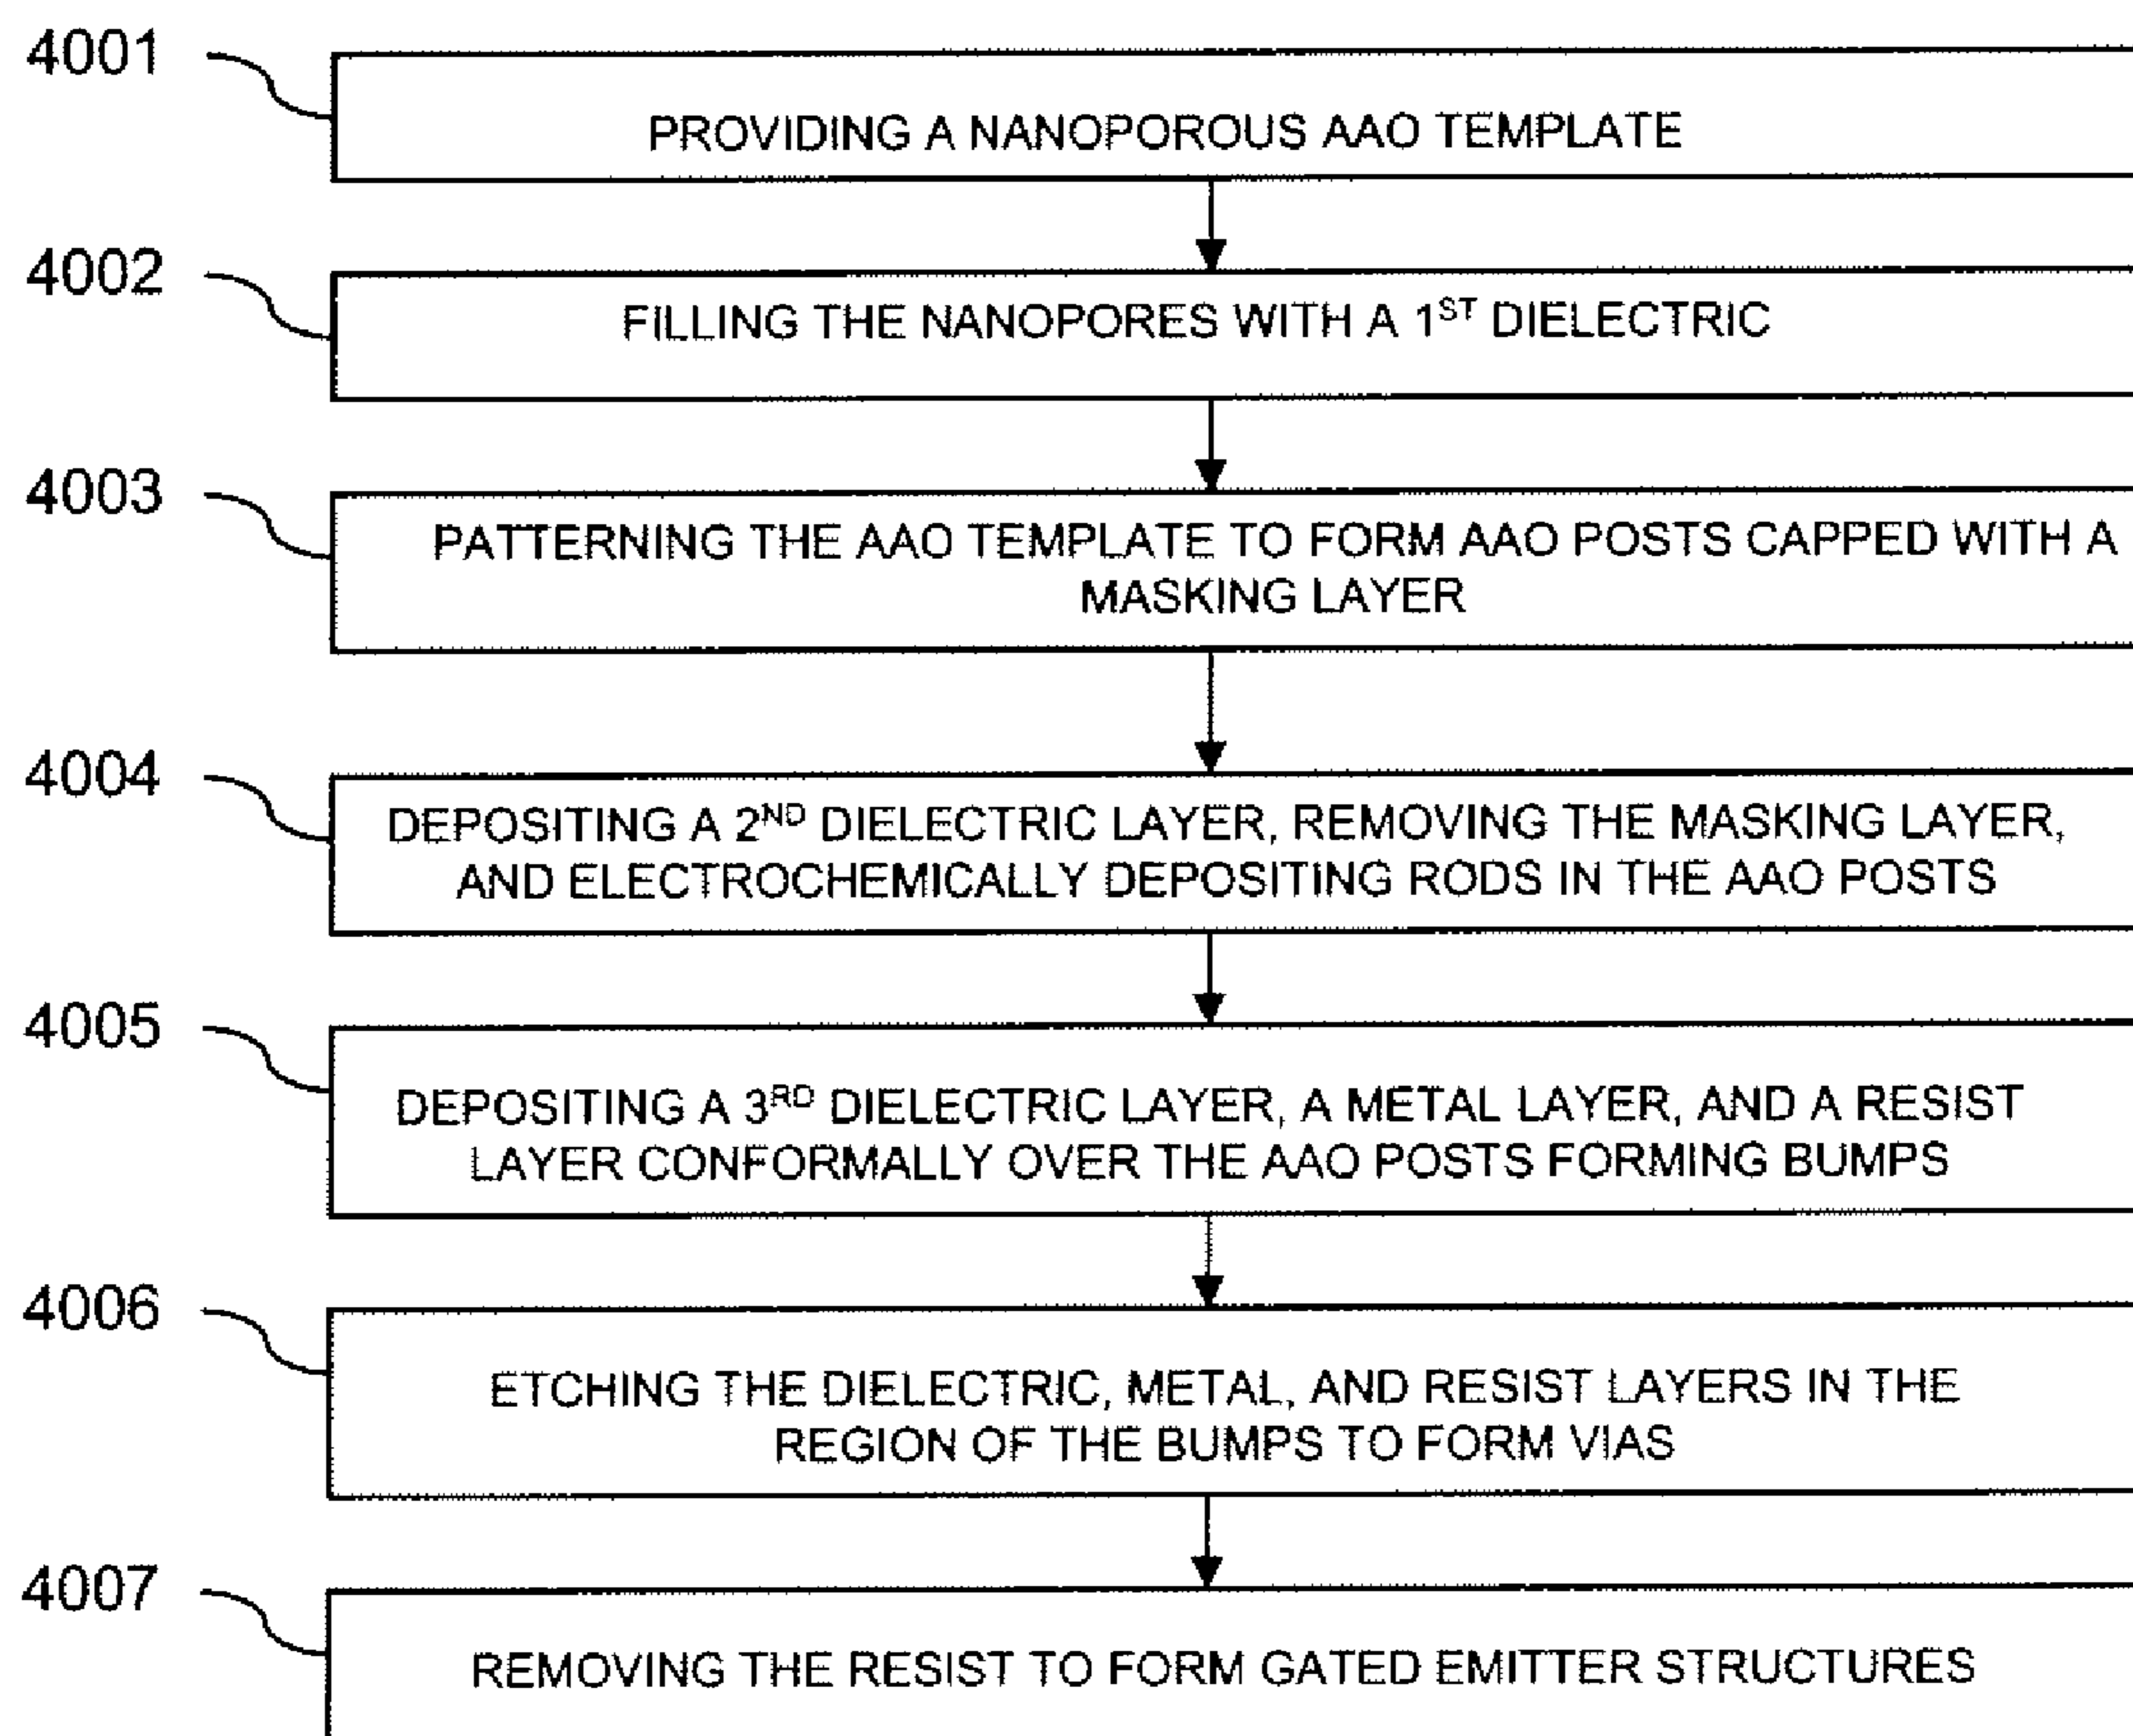 4001
PROVIDING A NANOPOROUS AAO TEMPLATE
4002
FILLING THE NANOPORES WITH A 1ST DIELECTRIC
4003
PATTERNING THE AAO TEMPLATE TO FORM AAO POSTS CAPPED WITH A
MASKING LAYER
4004
DEPOSITING A 2ND DIELECTRIC LAYER, REMOVING THE MASKING LAYER,
AND ELECTROCHEMICALLY DEPOSITING RODS IN THE AAO POSTS
4005
DEPOSITING A 3RD DIELECTRIC LAYER, A METAL LAYER, AND A RESIST
LAYER CONFORMALLY OVER THE AAO POSTS FORMING BUMPS
4006
ETCHING THE DIELECTRIC, METAL, AND RESIST LAYERS IN THE
REGION OF THE BUMPS TO FORM VIAS
4007
REMOVING THE RESIST TO FORM GATED EMITTER STRUCTURES